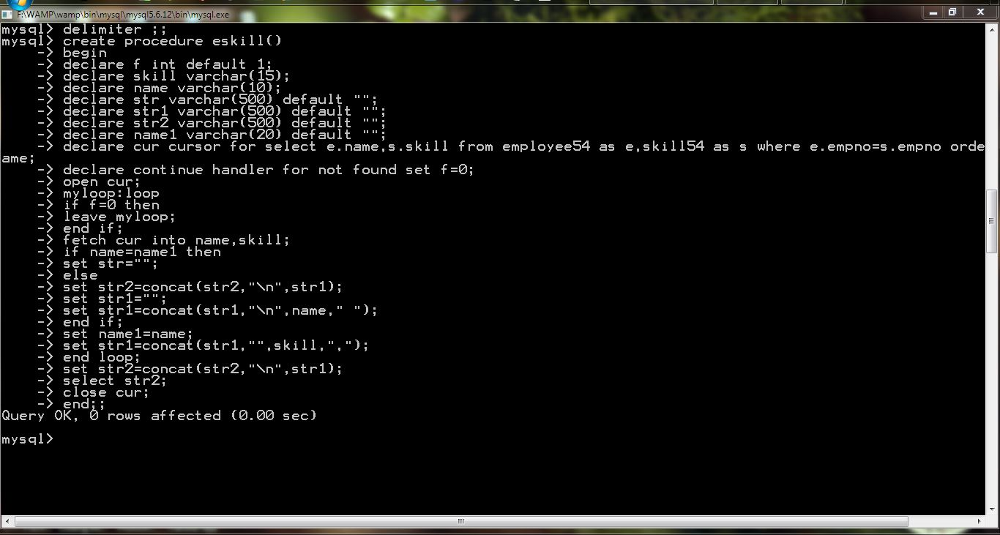 F:\WAMP\wamp\bin\mysql\mysql5.6.12\bin\mysql.exe
mysql> delimiter ;;
mysql> create procedure eskill()
    -> begin
    -> declare f int default 1;
    -> declare skill varchar(15);
    -> declare name varchar(10);
    -> declare str varchar(500) default "";
    -> declare str1 varchar(500) default "";
    -> declare str2 varchar(500) default "";
    -> declare name1 varchar(20) default "";
    -> declare cur cursor for select e.name,s.skill from employee54 as e,skill54 as s where e.empno=s.empno orde
ame;
    -> declare continue handler for not found set f=0;
    -> open cur;
    -> myloop:loop
    -> if f=0 then
    -> leave myloop;
    -> end if;
    -> fetch cur into name,skill;
    -> if name=name1 then
    -> set str="";
    -> else
    -> set str2=concat(str2,"\n",str1);
    -> set str1="";
    -> set str1=concat(str1,"\n",name," ");
    -> end if;
    -> set name1=name;
    -> set str1=concat(str1,"",skill,",");
    -> end loop;
    -> set str2=concat(str2,"\n",str1);
    -> select str2;
    -> close cur;
    -> end;;
Query OK, 0 rows affected (0.00 sec)
mysql>